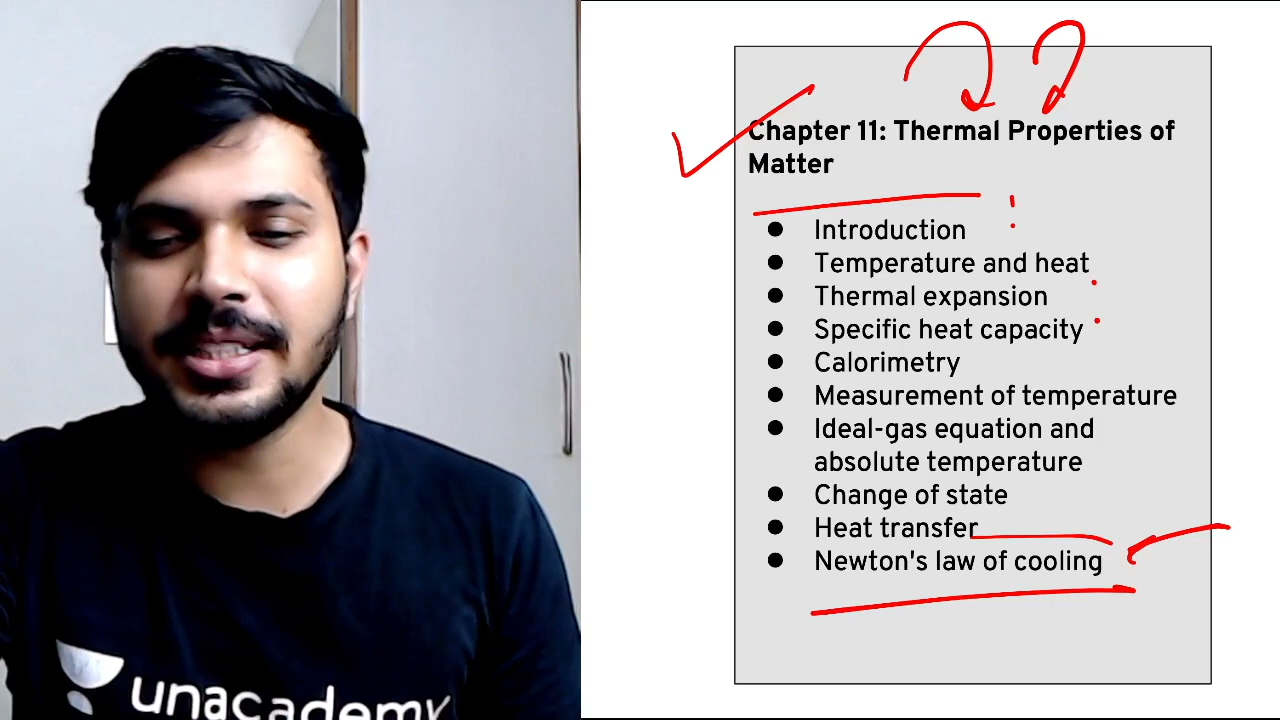 Chapter 11: Thermal Properties of
Matter
● Introduction
● Temperature and heat
● Thermal expansion
● Specific heat capacity
● Calorimetry
● Measurement of temperature
● Ideal-gas equation and
absolute temperature
● Change of state
● Heat transfer
● Newton's law of cooling
unacademy